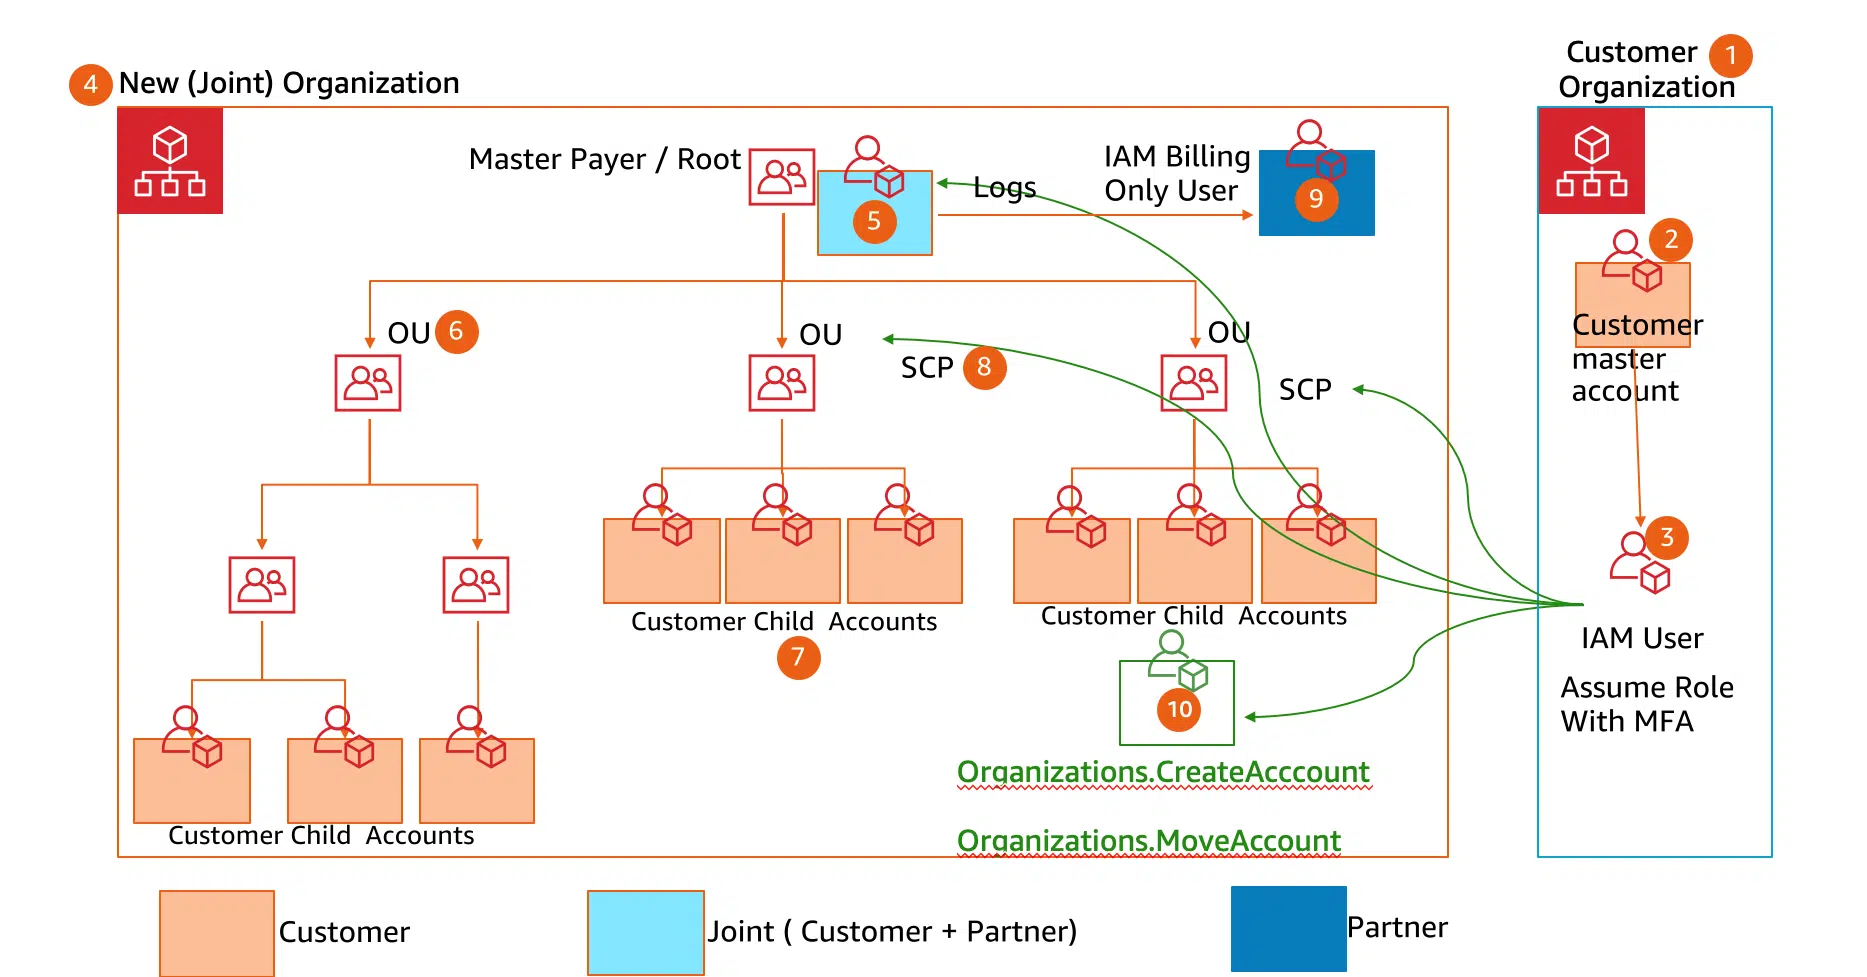 Customer 1
Organization
4 New (Joint) Organization
Master Payer / Root
5
Logs
IAM Billing
Only User
9
2
Customer
master
account
OU 6
OU
OU
SCP 8
SCP
3
IAM User
Assume Role
With MFA
Customer Child Accounts
7
Customer Child Accounts
10
Organizations.CreateAcccount
Organizations.MoveAccount
Customer Child Accounts
Customer
Joint ( Customer + Partner)
Partner